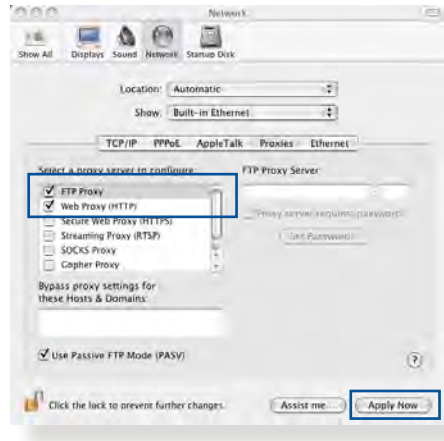 Network
Show All Displays Sound Network Startup Disk
Location: Automatic
Show: Built-in Ethernet
TCP/IP PPPoE AppleTalk Proxies Ethernet
Select a proxy server to configure: FTP Proxy Server
FTP Proxy
Web Proxy (HTTP)
Secure Web Proxy (HTTPS)
Proxy server requires password
Streaming Proxy (RTSP)
Set Password
SOCKS Proxy
Gopher Proxy
Bypass proxy settings for
these Hosts & Domains:
Use Passive FTP Mode (PASV)
?
Click the lock to prevent further changes.
Assist me...
Apply Now